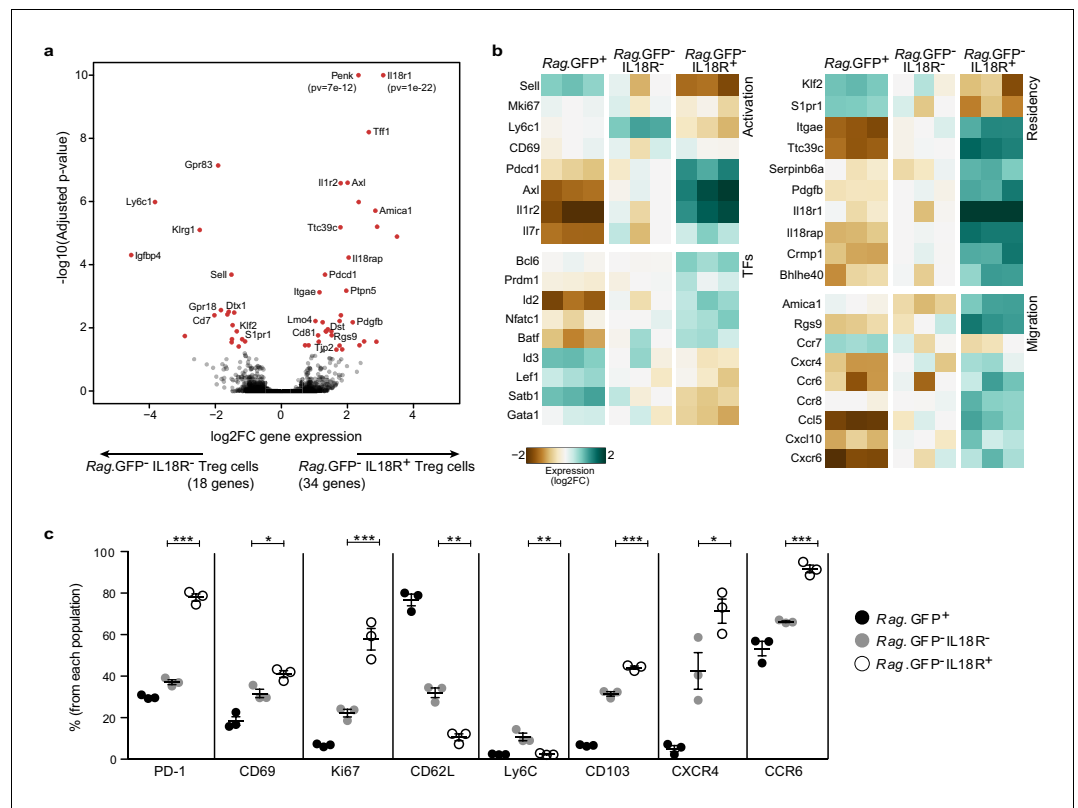 a
-log10(Adjusted p-value)
10
8
6
4
2
0
Penk
(pv=7e-12)
Il18r1
(pv=1e-22)
Tff1
Gpr83
Il1r2
Axl
Ly6c1
Amica1
Klrg1
Ttc39c
Igfbp4
Il18rap
Sell
Pdcd1
Itgae
Ptpn5
Gpr18
Dtx1
Cd7
Klf2
S1pr1
Lmo4
Dst
Pdgfb
Cd81
Rgs9
Tjp2
−4
−2
0
2
4
log2FC gene expression
Rag.GFP- IL18R- Treg cells
(18 genes)
Rag.GFP- IL18R+ Treg cells
(34 genes)
b
Rag.GFP+
Rag.GFP-
IL18R-
Rag.GFP-
IL18R+
Sell
Mki67
Ly6c1
CD69
Pdcd1
Axl
Il1r2
Il7r
Activation
Bcl6
Prdm1
Id2
Nfatc1
Batf
Id3
Lef1
Satb1
Gata1
TFs
−2
2
Expression
(log2FC)
Rag.GFP+
Rag.GFP-
IL18R-
Rag.GFP-
IL18R+
Klf2
S1pr1
Itgae
Ttc39c
Serpinb6a
Pdgfb
Il18r1
Il18rap
Crmp1
Bhlhe40
Residency
Amica1
Rgs9
Ccr7
Cxcr4
Ccr6
Ccr8
Ccl5
Cxcl10
Cxcr6
Migration
c
% (from each population)
100
80
60
40
20
0
***
*
***
**
**
***
*
***
PD-1
CD69
Ki67
CD62L
Ly6C
CD103
CXCR4
CCR6
Rag.GFP+
Rag.GFP-IL18R-
Rag.GFP-IL18R+